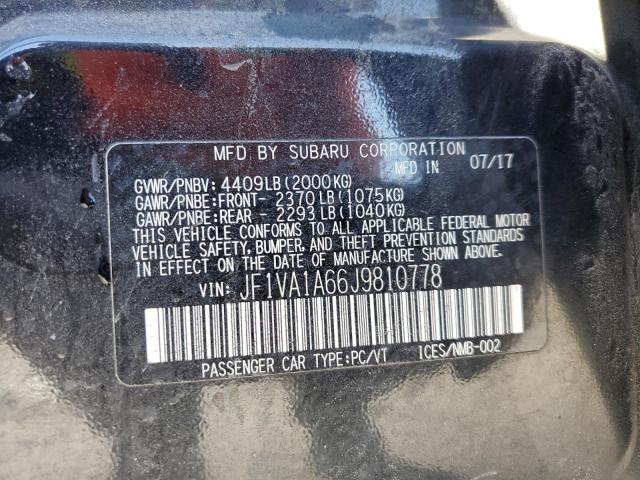 MFD BY SUBARU CORPORATION
MFD IN 07/17
GVWR/PNBV: 4409LB(2000KG)
GAWR/PNBE:FRONT- 2370 LB(1075KG)
GAWR/PNBE:REAR - 2293 LB(1040KG)
THIS VEHICLE CONFORMS TO ALL APPLICABLE FEDERAL MOTOR
VEHICLE SAFETY, BUMPER, AND THEFT PREVENTION STANDARDS
IN EFFECT ON THE DATE OF MANUFACTURE SHOWN ABOVE.
VIN: JF1VA1A66J9810778
PASSENGER CAR TYPE:PC/VT ICES/NMB-002